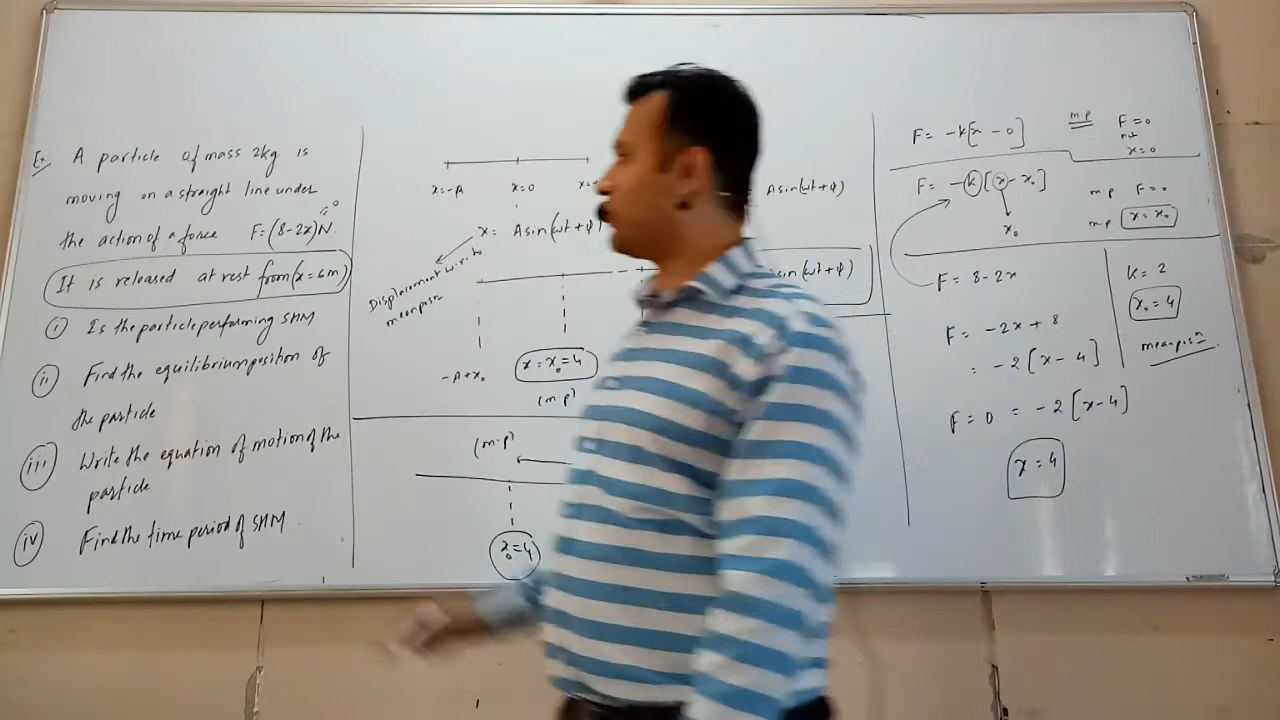 Ex. A particle of mass 2kg is
moving on a straight line under
the action of a force F=(8-2x)N.
It is released at rest from (x=6m)
(i) Is the particle performing SHM
(ii) Find the equilibrium position of
the particle
(iii) Write the equation of motion of the
particle
(iv) Find the time period of SHM
x=-A x=0 x=
x= Asin(ωt+φ)
Displacement w.r.to
mean posn
-A+x₀ x=x₀=4
(m.p)
(m.p)
x₀=4
Asin(ωt+φ)
sin(ωt+φ)
F= -k[x-0] m.p F=0
x=0
F= -k[x-x₀] m.p F=0
x₀ m.p x=x₀
F= 8-2x
F= -2x+8
= -2[x-4]
F=0 = -2[x-4]
x=4
K=2
x₀=4
mean posn